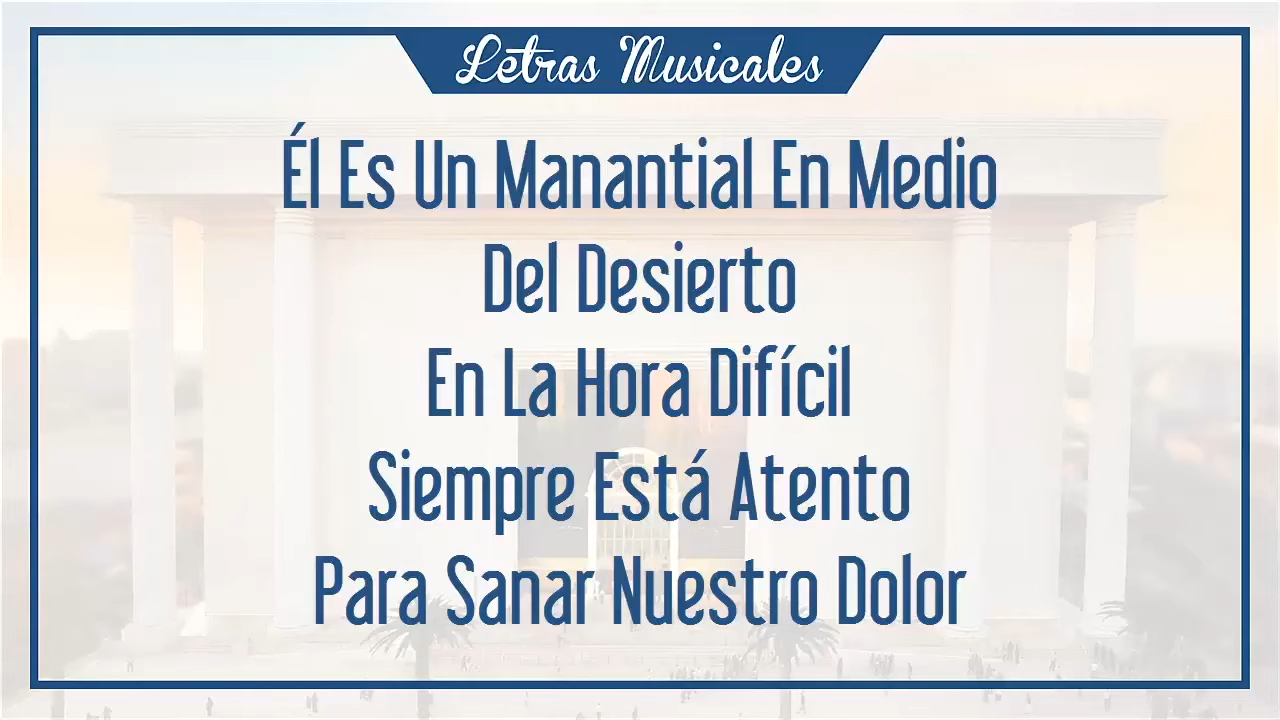 Letras Musicales
Él Es Un Manantial En Medio
Del Desierto
En La Hora Difícil
Siempre Está Atento
Para Sanar Nuestro Dolor